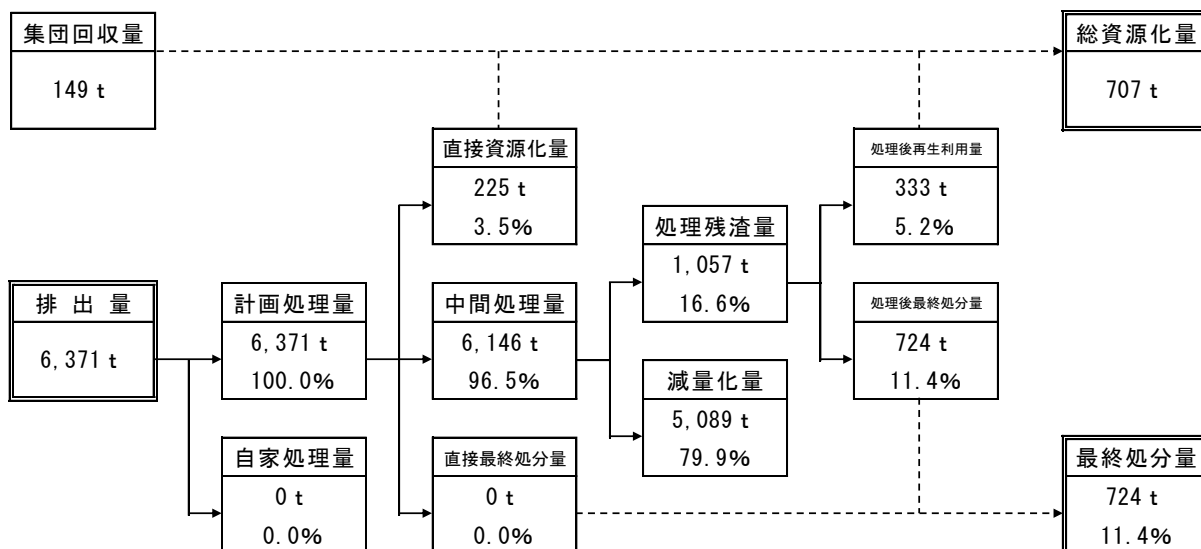 集団回収量
149 t
総資源化量
707 t
直接資源化量
225 t
3.5%
処理後再生利用量
333 t
5.2%
処理残渣量
1,057 t
16.6%
排 出 量
6,371 t
計画処理量
6,371 t
100.0%
中間処理量
6,146 t
96.5%
処理後最終処分量
724 t
11.4%
減量化量
5,089 t
79.9%
自家処理量
0 t
0.0%
直接最終処分量
0 t
0.0%
最終処分量
724 t
11.4%